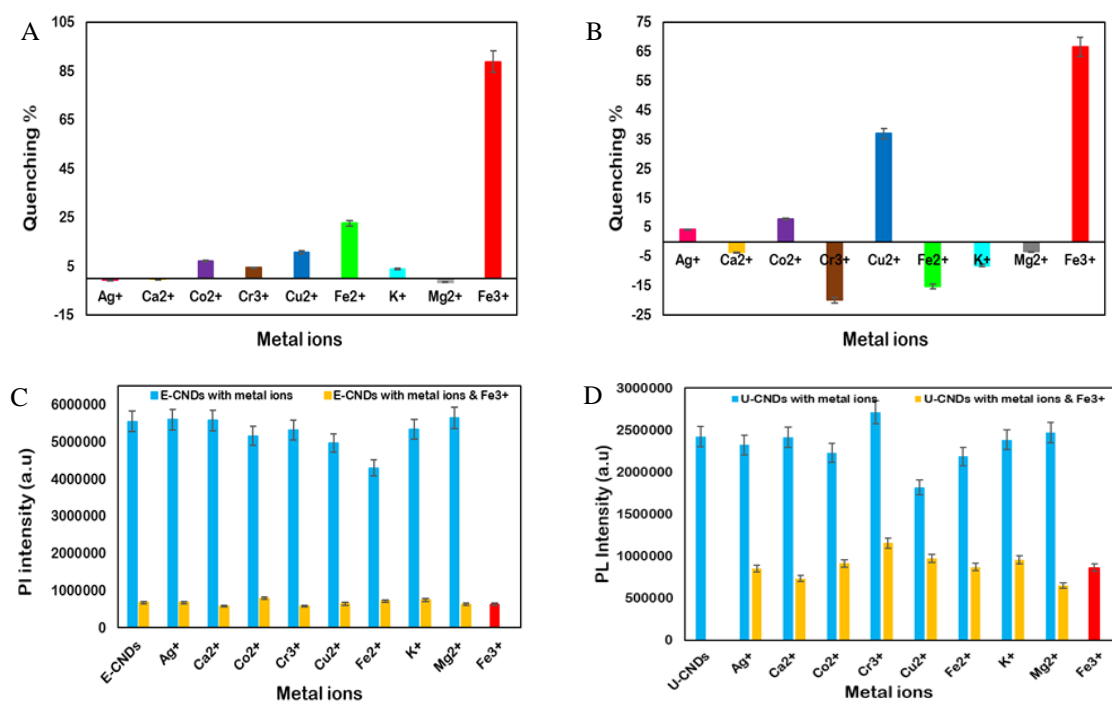 A
Quenching %
105
85
65
45
25
5
-15
Ag+ Ca2+ Co2+ Cr3+ Cu2+ Fe2+ K+ Mg2+ Fe3+
Metal ions
B
Quenching %
75
65
55
45
35
25
15
5
-5
-15
-25
Ag+ Ca2+ Co2+ Cr3+ Cu2+ Fe2+ K+ Mg2+ Fe3+
Metal ions
C
E-CNDs with metal ions E-CNDs with metal ions & Fe3+
PI intensity (a.u)
6000000
5000000
4000000
3000000
2000000
1000000
0
E-CNDs Ag+ Ca2+ Co2+ Cr3+ Cu2+ Fe2+ K+ Mg2+ Fe3+
Metal ions
D
U-CNDs with metal ions U-CNDs with metal ions & Fe3+
PL Intensity (a.u)
3000000
2500000
2000000
1500000
1000000
500000
0
U-CNDs Ag+ Ca2+ Co2+ Cr3+ Cu2+ Fe2+ K+ Mg2+ Fe3+
Metal ions